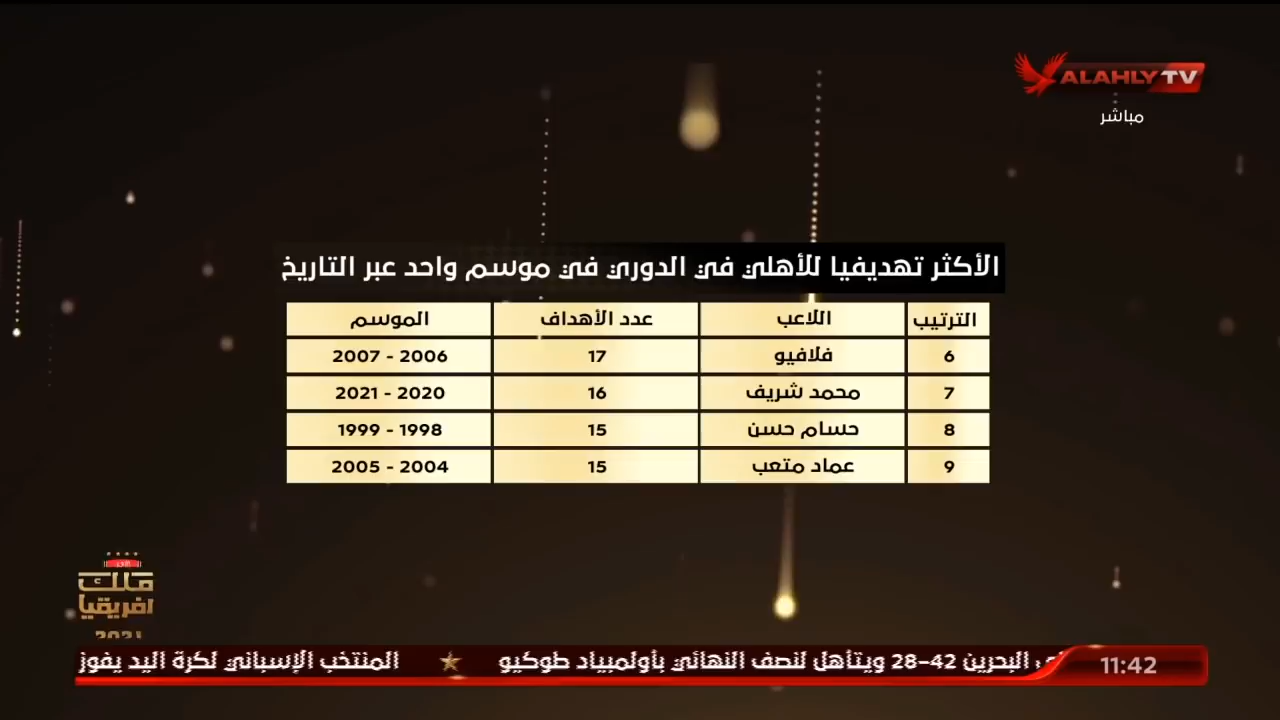 ALAHLY TV
مباشر
الأكثر تهديفيا للأهلي في الدوري في موسم واحد عبر التاريخ
الترتيب اللاعب عدد الأهداف الموسم
6 فلافيو 17 2006 - 2007
7 محمد شريف 16 2020 - 2021
8 حسام حسن 15 1998 - 1999
9 عماد متعب 15 2004 - 2005
ملك
افريقيا
2021
البحرين 42-28 ويتأهل لنصف النهائي بأولمبياد طوكيو ★ المنتخب الإسباني لكرة اليد يفوز
11:42